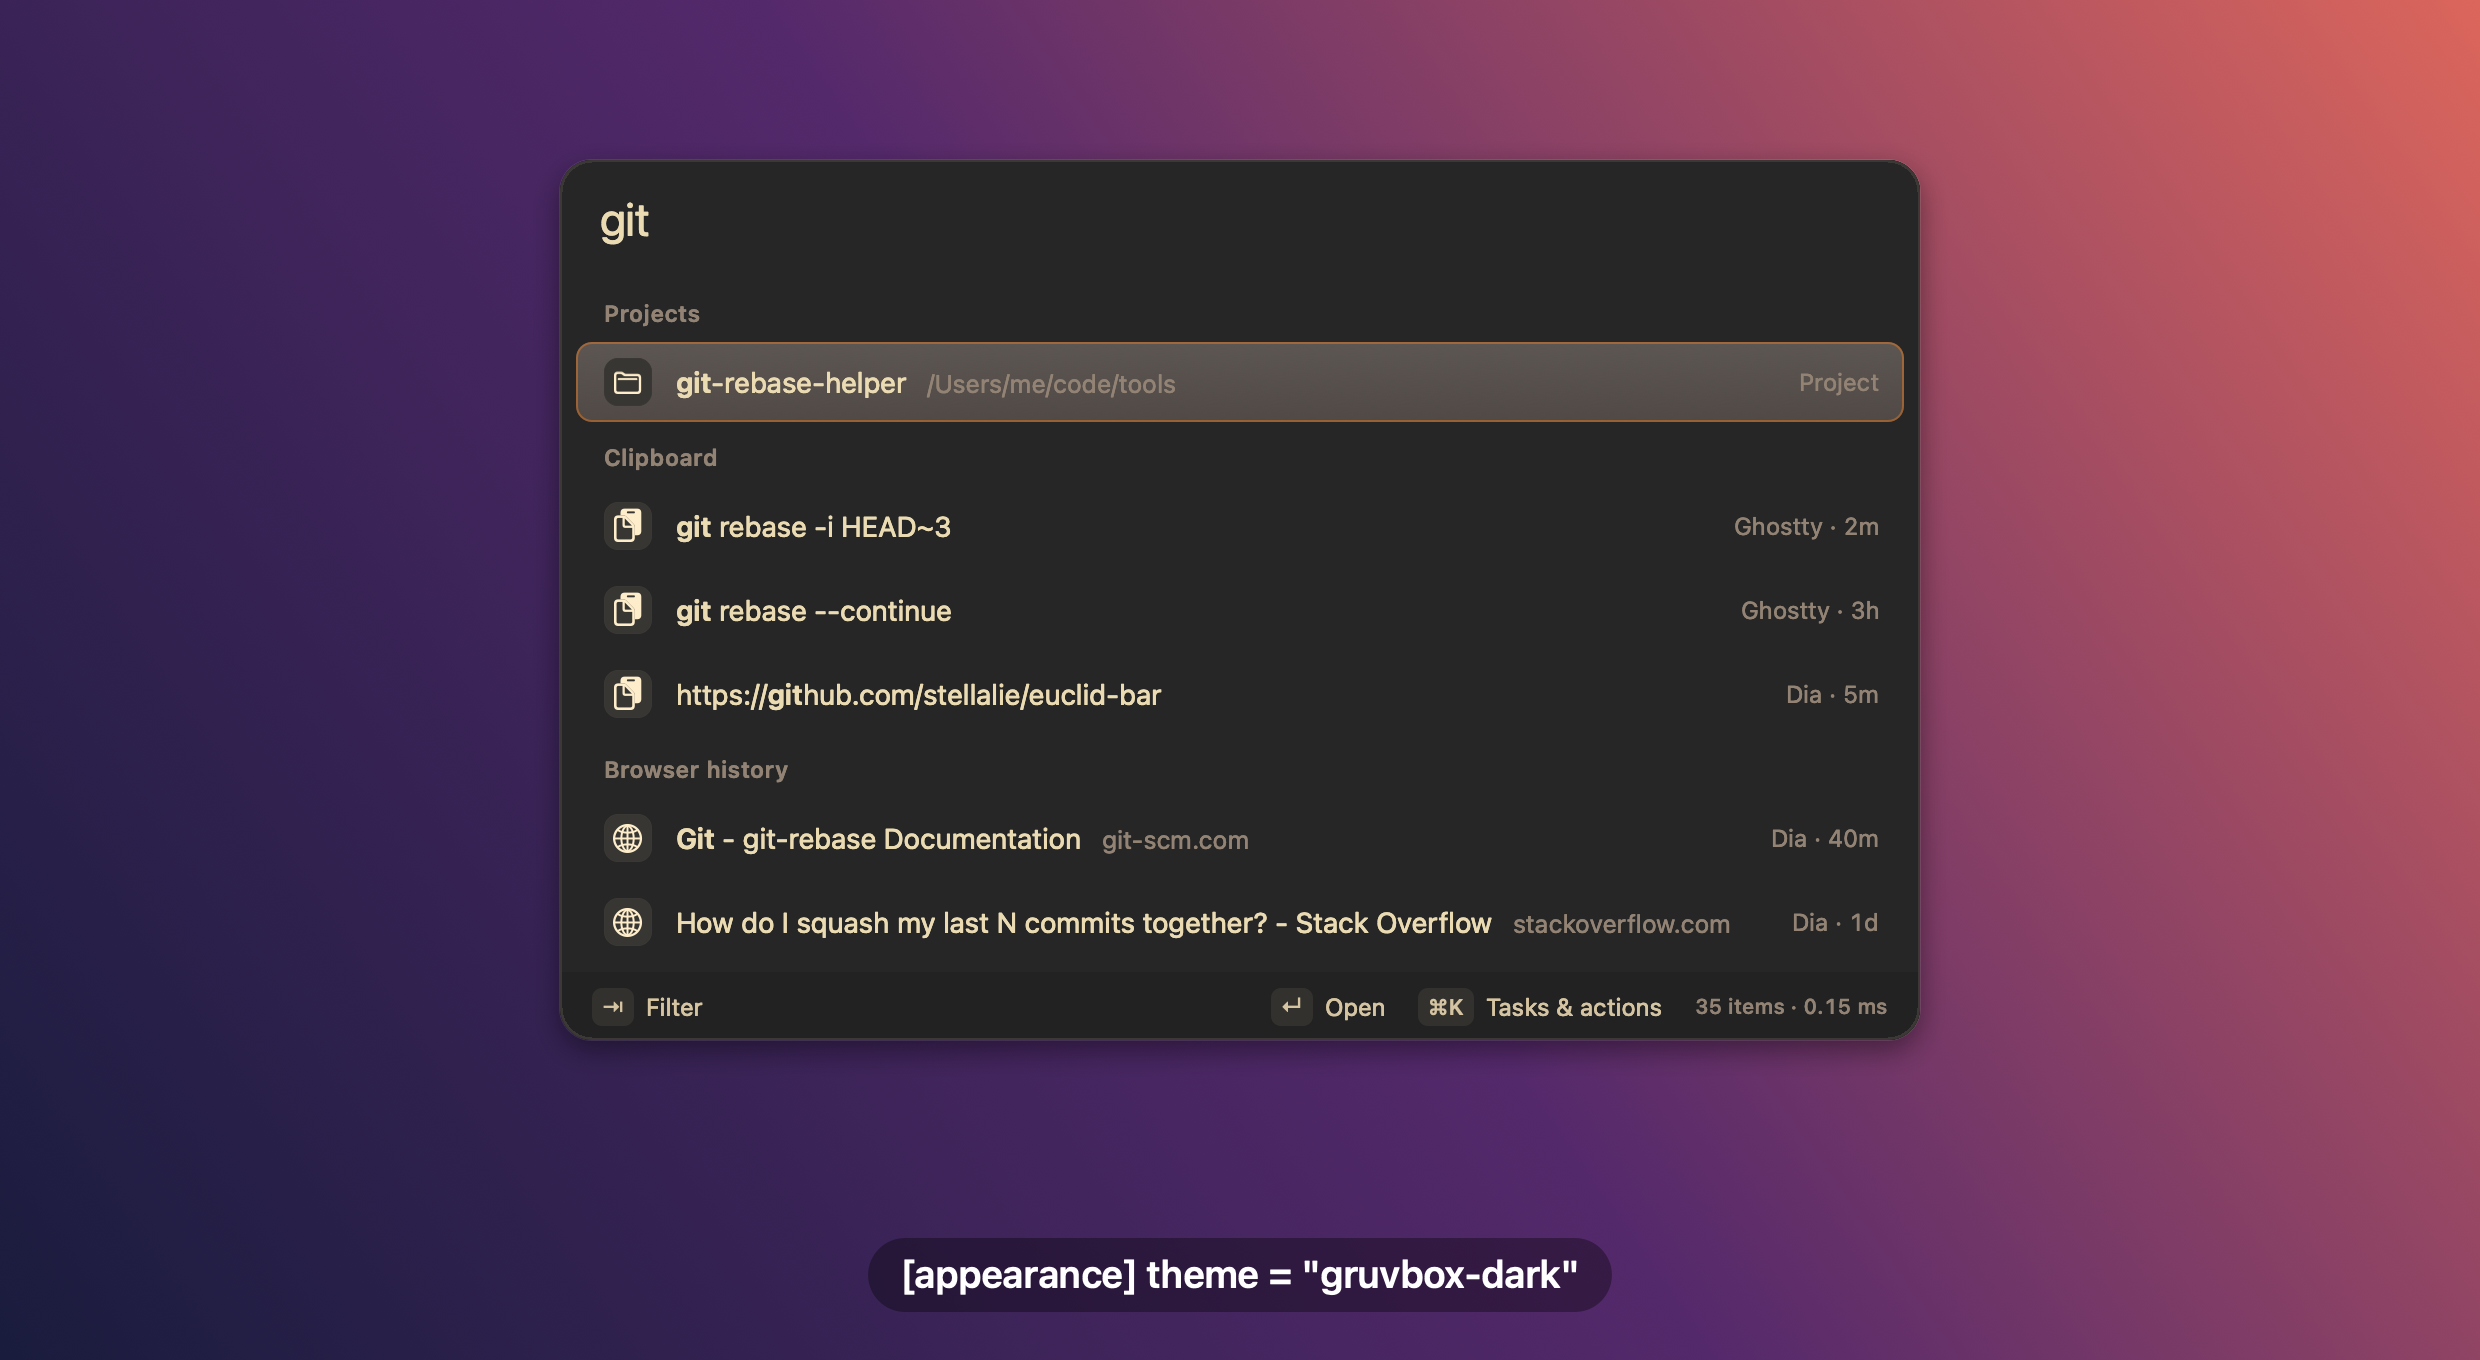 git
Projects
git-rebase-helper /Users/me/code/tools Project
Clipboard
git rebase -i HEAD~3 Ghostty · 2m
git rebase --continue Ghostty · 3h
https://github.com/stellalie/euclid-bar Dia · 5m
Browser history
Git - git-rebase Documentation git-scm.com Dia · 40m
How do I squash my last N commits together? - Stack Overflow stackoverflow.com Dia · 1d
⇥ Filter ↵ Open ⌘K Tasks & actions 35 items · 0.15 ms
[appearance] theme = "gruvbox-dark"